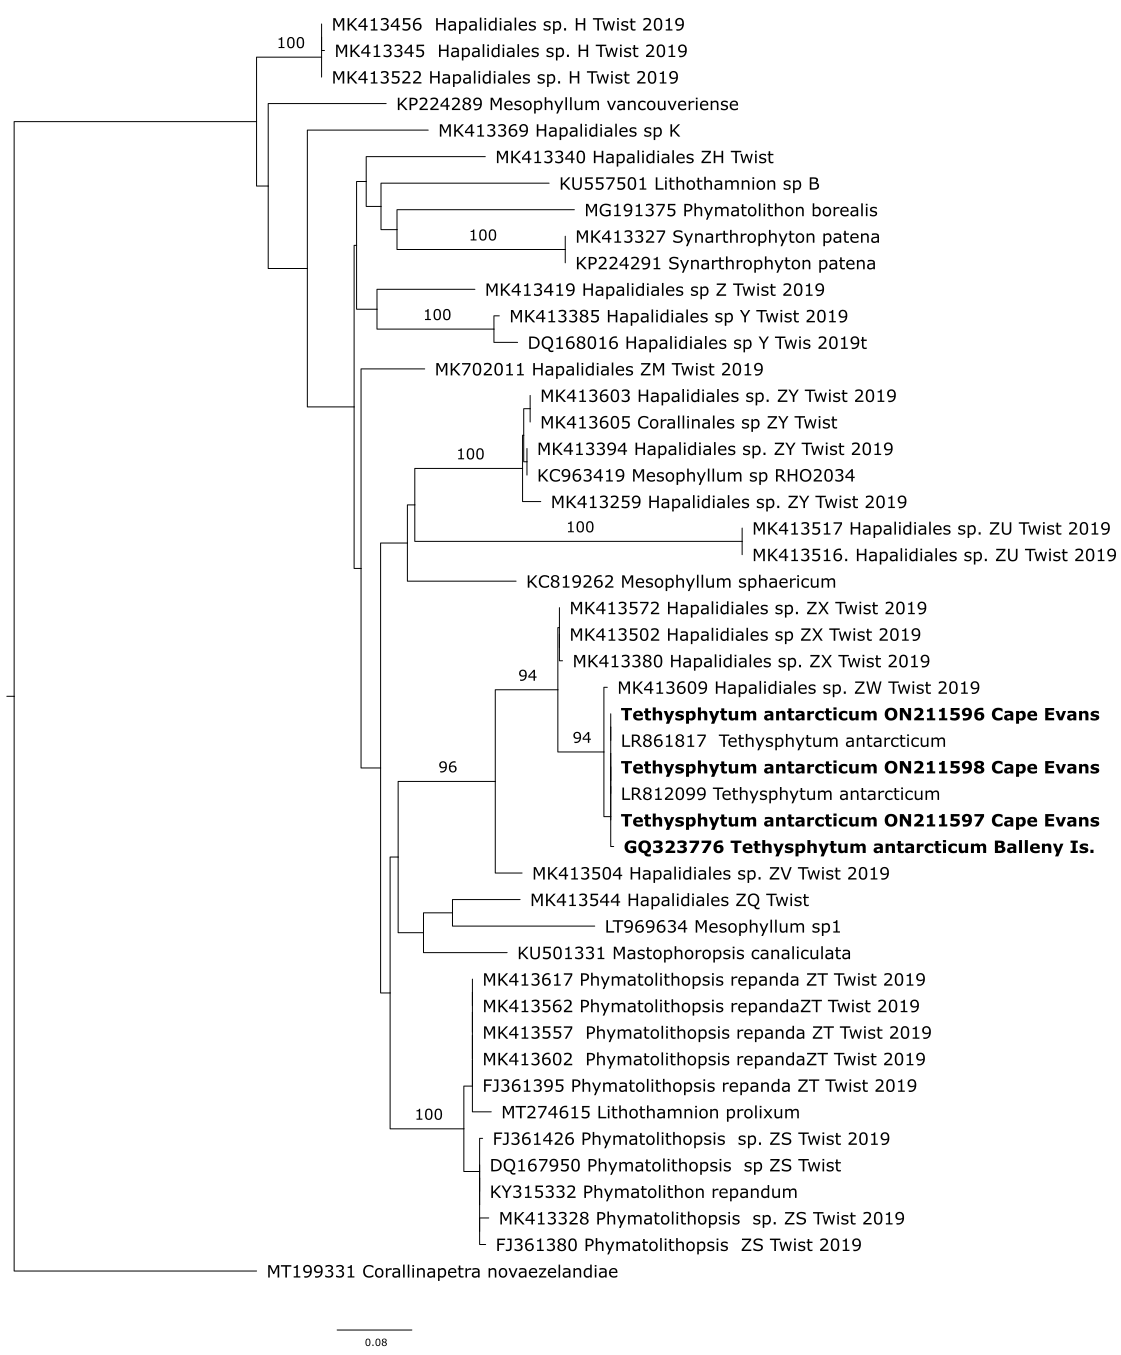 MK413456  Hapalidiales sp. H Twist 2019
100
MK413345  Hapalidiales sp. H Twist 2019
MK413522 Hapalidiales sp. H Twist 2019
KP224289 Mesophyllum vancouveriense
MK413369 Hapalidiales sp K
MK413340 Hapalidiales ZH Twist
KU557501 Lithothamnion sp B
MG191375 Phymatolithon borealis
100
MK413327 Synarthrophyton patena
KP224291 Synarthrophyton patena
MK413419 Hapalidiales sp Z Twist 2019
100
MK413385 Hapalidiales sp Y Twist 2019
DQ168016 Hapalidiales sp Y Twis 2019t
MK702011 Hapalidiales ZM Twist 2019
MK413603 Hapalidiales sp. ZY Twist 2019
MK413605 Corallinales sp ZY Twist
MK413394 Hapalidiales sp. ZY Twist 2019
100
KC963419 Mesophyllum sp RHO2034
MK413259 Hapalidiales sp. ZY Twist 2019
100
MK413517 Hapalidiales sp. ZU Twist 2019
MK413516. Hapalidiales sp. ZU Twist 2019
KC819262 Mesophyllum sphaericum
MK413572 Hapalidiales sp. ZX Twist 2019
MK413502 Hapalidiales sp ZX Twist 2019
MK413380 Hapalidiales sp. ZX Twist 2019
94
MK413609 Hapalidiales sp. ZW Twist 2019
Tethysphytum antarcticum ON211596 Cape Evans
94
LR861817  Tethysphytum antarcticum
96
Tethysphytum antarcticum ON211598 Cape Evans
LR812099 Tethysphytum antarcticum
Tethysphytum antarcticum ON211597 Cape Evans
GQ323776 Tethysphytum antarcticum Balleny Is.
MK413504 Hapalidiales sp. ZV Twist 2019
MK413544 Hapalidiales ZQ Twist
LT969634 Mesophyllum sp1
KU501331 Mastophoropsis canaliculata
MK413617 Phymatolithopsis repanda ZT Twist 2019
MK413562 Phymatolithopsis repandaZT Twist 2019
MK413557  Phymatolithopsis repanda ZT Twist 2019
MK413602  Phymatolithopsis repandaZT Twist 2019
FJ361395 Phymatolithopsis repanda ZT Twist 2019
100
MT274615 Lithothamnion prolixum
FJ361426 Phymatolithopsis  sp. ZS Twist 2019
DQ167950 Phymatolithopsis  sp ZS Twist
KY315332 Phymatolithon repandum
MK413328 Phymatolithopsis  sp. ZS Twist 2019
FJ361380 Phymatolithopsis  ZS Twist 2019
MT199331 Corallinapetra novaezelandiae
0.08